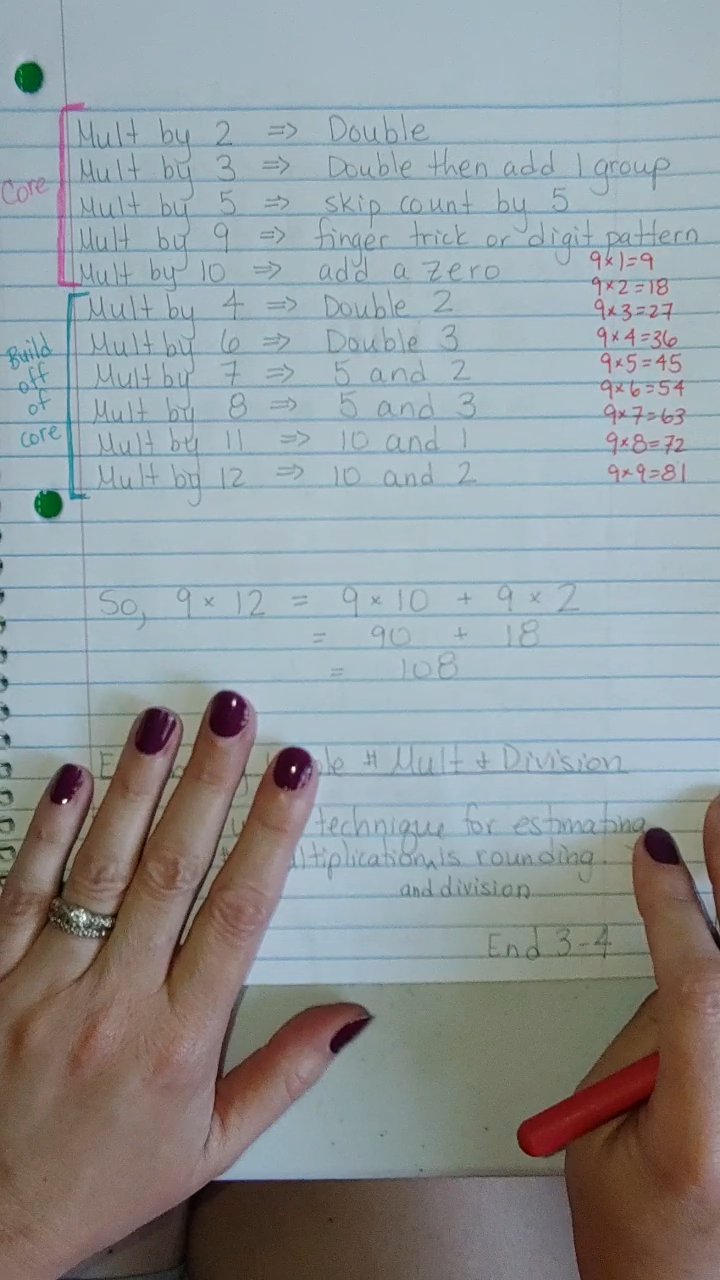 Core
Mult by 2 => Double
Mult by 3 => Double then add 1 group
Mult by 5 => skip count by 5
Mult by 9 => finger trick or digit pattern
Mult by 10 => add a zero
Build
off
of
core
Mult by 4 => Double 2
Mult by 6 => Double 3
Mult by 7 => 5 and 2
Mult by 8 => 5 and 3
Mult by 11 => 10 and 1
Mult by 12 => 10 and 2
9×1=9
9×2=18
9×3=27
9×4=36
9×5=45
9×6=54
9×7=63
9×8=72
9×9=81
So, 9 × 12 = 9 × 10 + 9 × 2
= 90 + 18
= 108
# Mult + Division
technique for estimating
is rounding.
and division
End 3-4